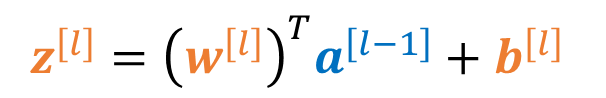 z^[l] = (w^[l])^T a^[l−1] + b^[l]